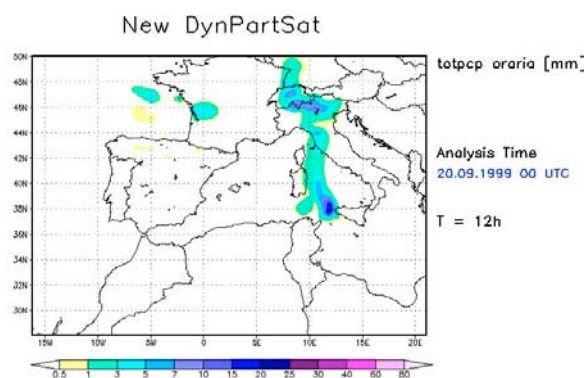 New DynPartSat
totpcp oraria [mm]
Analysis Time
20.09.1999 00 UTC
T = 12h
50N
48N
46N
44N
42N
40N
38N
36N
34N
32N
30N
15W 10W 5W 0 5E 10E 15E 20E
0.5 1 3 5 7 10 15 20 25 30 40 60 80